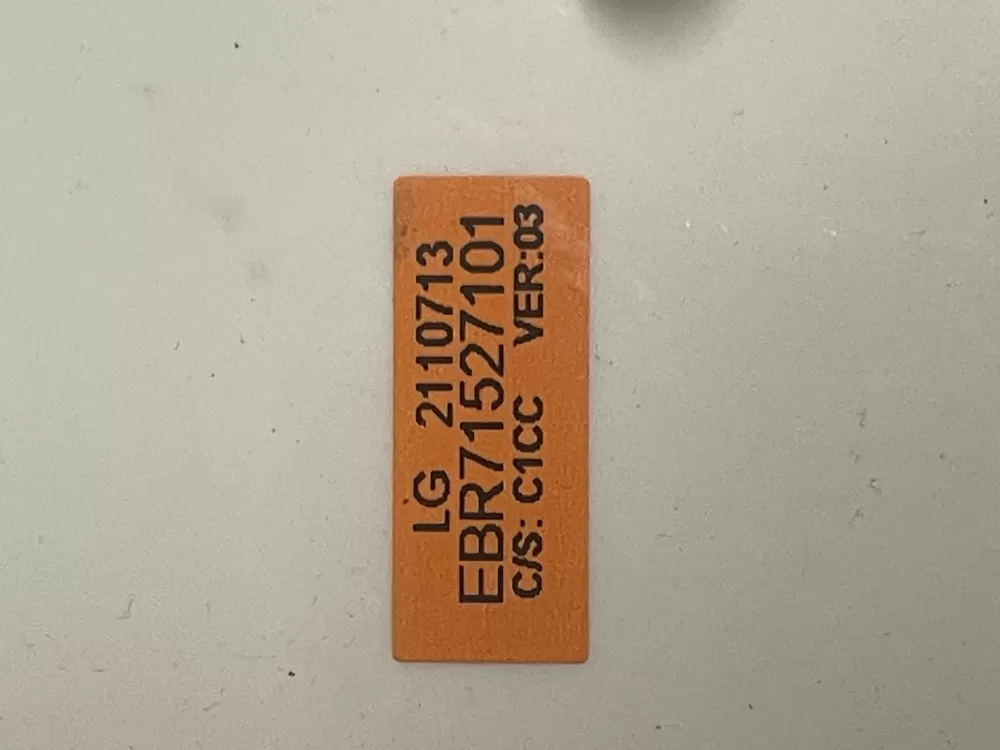 LG 2110713
EBR71527101
C/S: C1CC VER:03